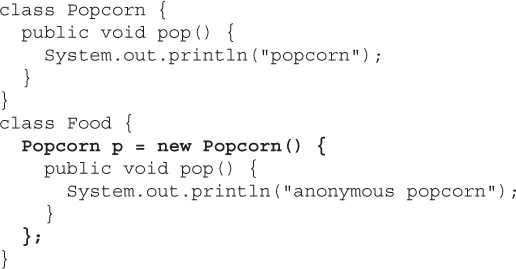 class Popcorn {
  public void pop() {
    System.out.println("popcorn");
  }
}
class Food {
  Popcorn p = new Popcorn() {
    public void pop() {
      System.out.println("anonymous popcorn");
    }
  };
}